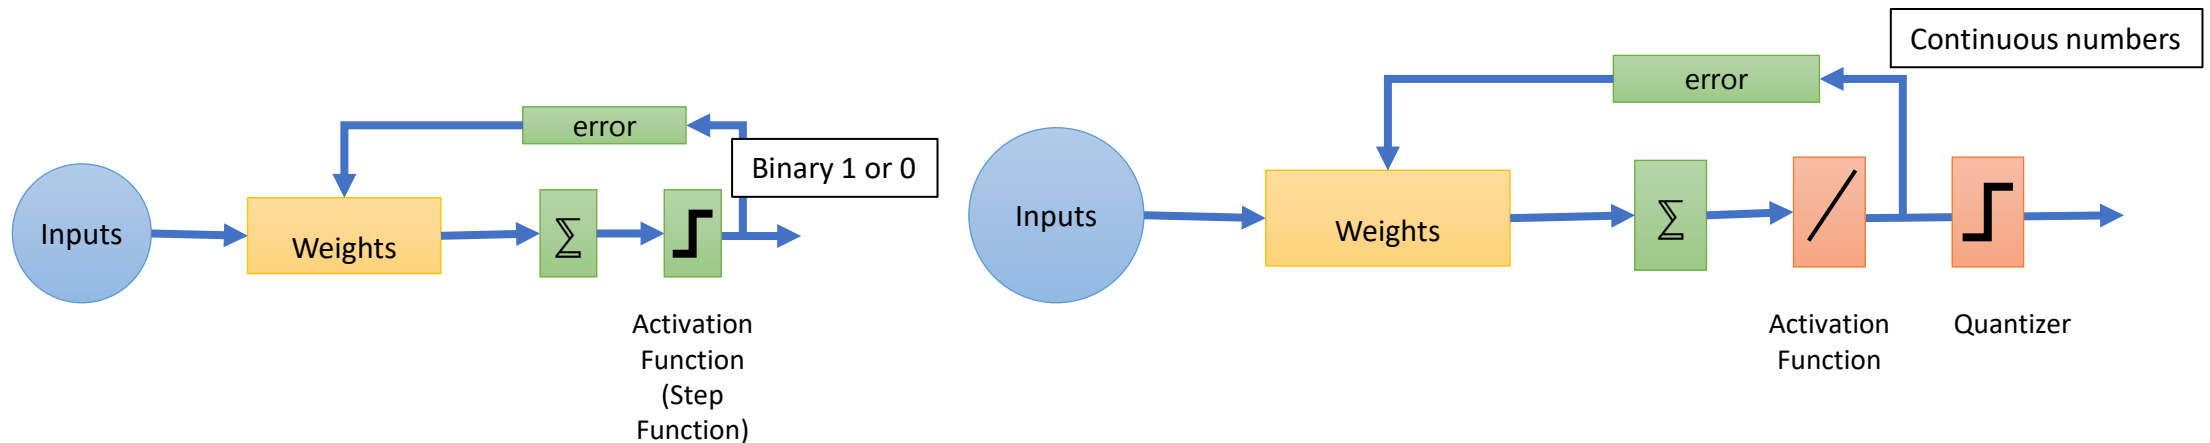 Inputs
Weights
∑
error
Binary 1 or 0
Activation
Function
(Step
Function)
Inputs
Weights
∑
error
Continuous numbers
Activation
Function
Quantizer